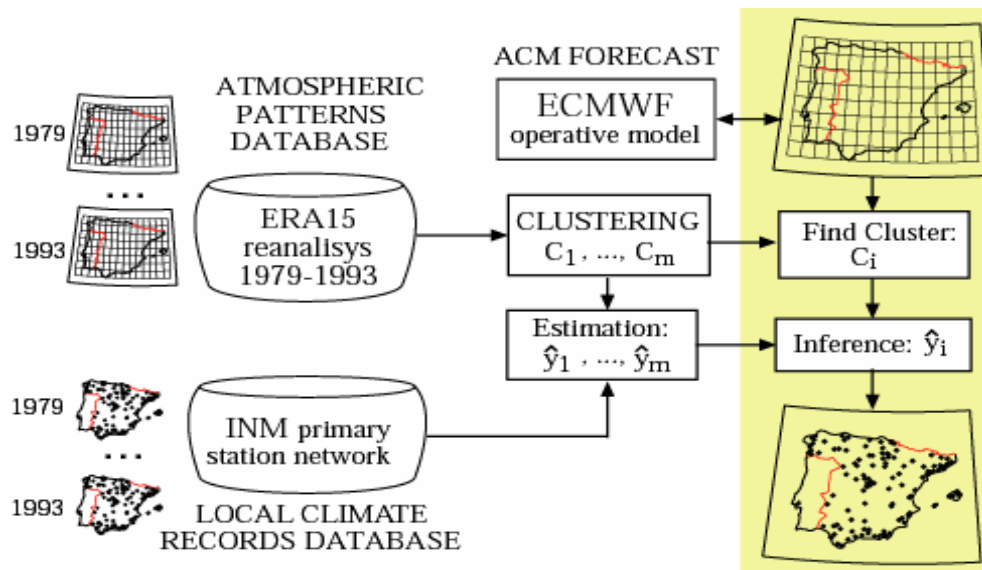 ATMOSPHERIC
PATTERNS
DATABASE
1979
...
1993
ERA15
reanalisys
1979-1993
ACM FORECAST
ECMWF
operative model
CLUSTERING
C₁ , ..., Cₘ
Find Cluster:
Cᵢ
Estimation:
ŷ₁ , ..., ŷₘ
Inference: ŷᵢ
1979
...
1993
INM primary
station network
LOCAL CLIMATE
RECORDS DATABASE